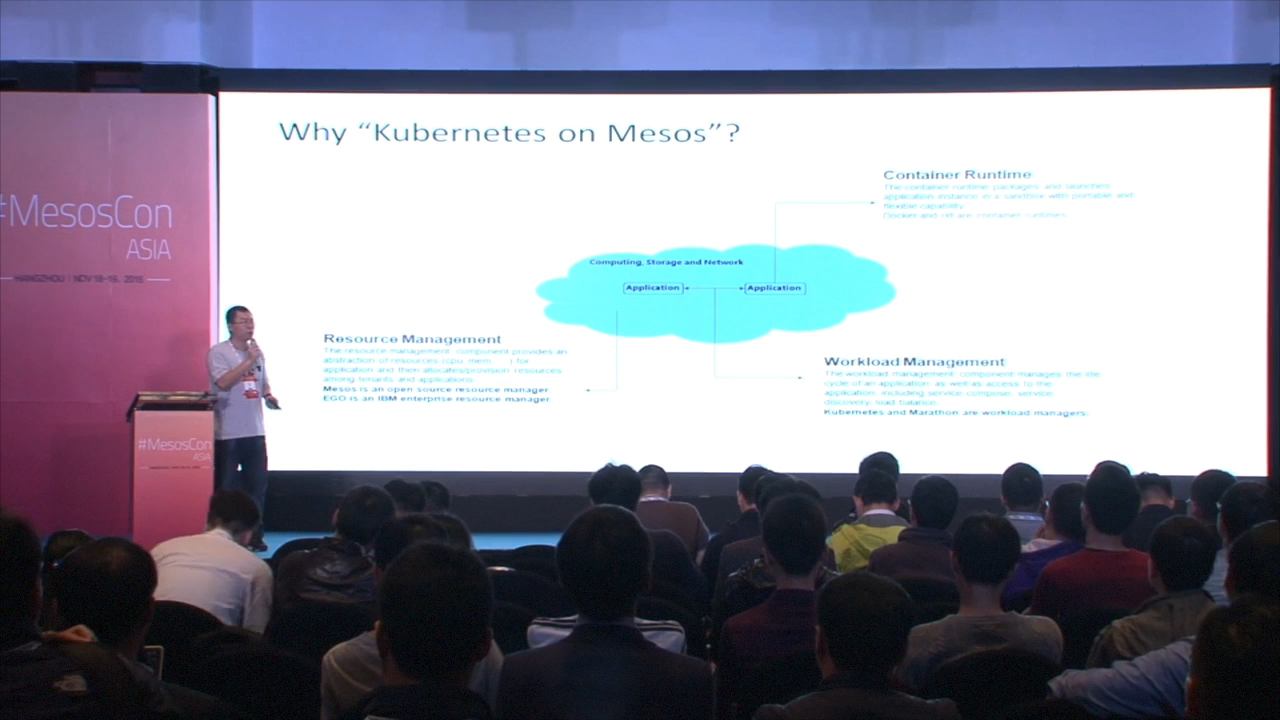 Why “Kubernetes on Mesos”?
#MesosCon
ASIA
HANGZHOU | NOV 18-19, 2016
Container Runtime
The container runtime packages and launches
application instance in a sandbox with portable and
flexible capability.
Docker and rkt are container runtimes.
Computing, Storage and Network
Application
Application
Resource Management
The resource management component provides an
abstraction of resources (cpu, mem, ) for
application and then allocates/provision resources
among tenants and applications.
Mesos is an open source resource manager.
EGO is an IBM enterprise resource manager.
Workload Management
The workload management component manages the life
cycle of an application, as well as access to the
application, including service compose, service
discovery, load balance.
Kubernetes and Marathon are workload managers.
#MesosCon
ASIA